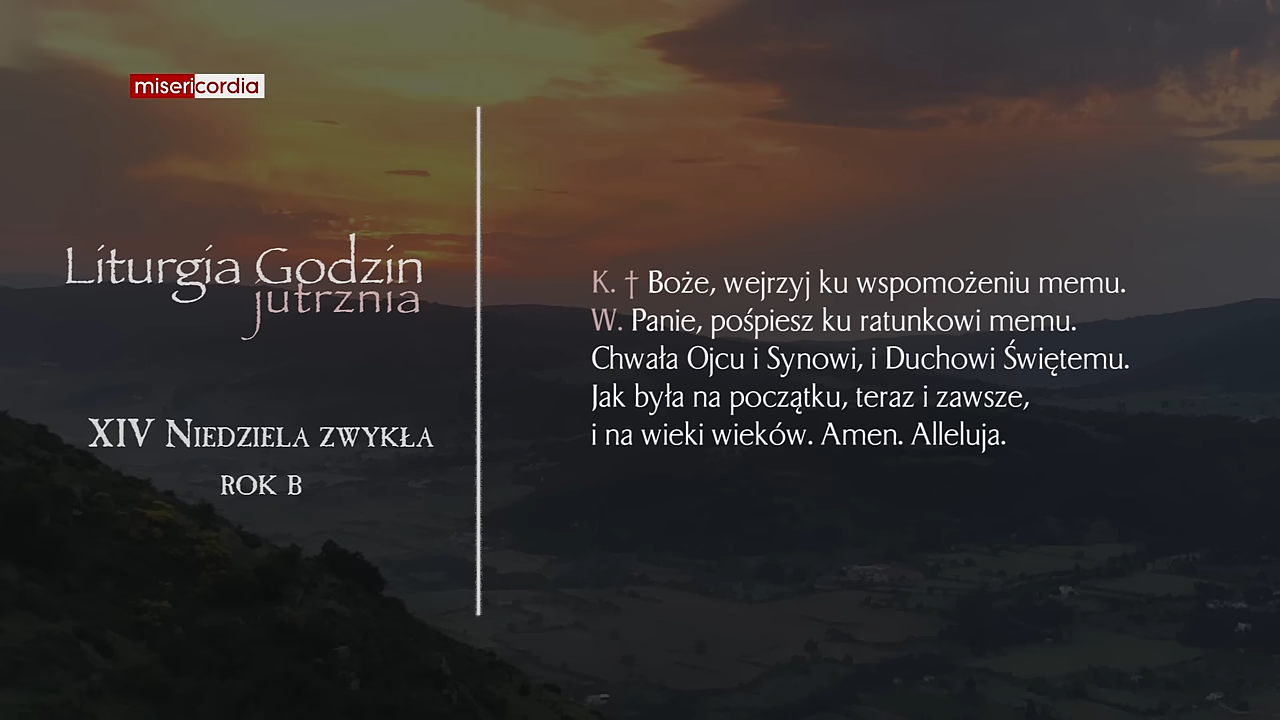 misericordia
Liturgia Godzin
jutrznia
XIV Niedziela zwykła
rok B
K. † Boże, wejrzyj ku wspomożeniu memu.
W. Panie, pośpiesz ku ratunkowi memu.
Chwała Ojcu i Synowi, i Duchowi Świętemu.
Jak była na początku, teraz i zawsze,
i na wieki wieków. Amen. Alleluja.